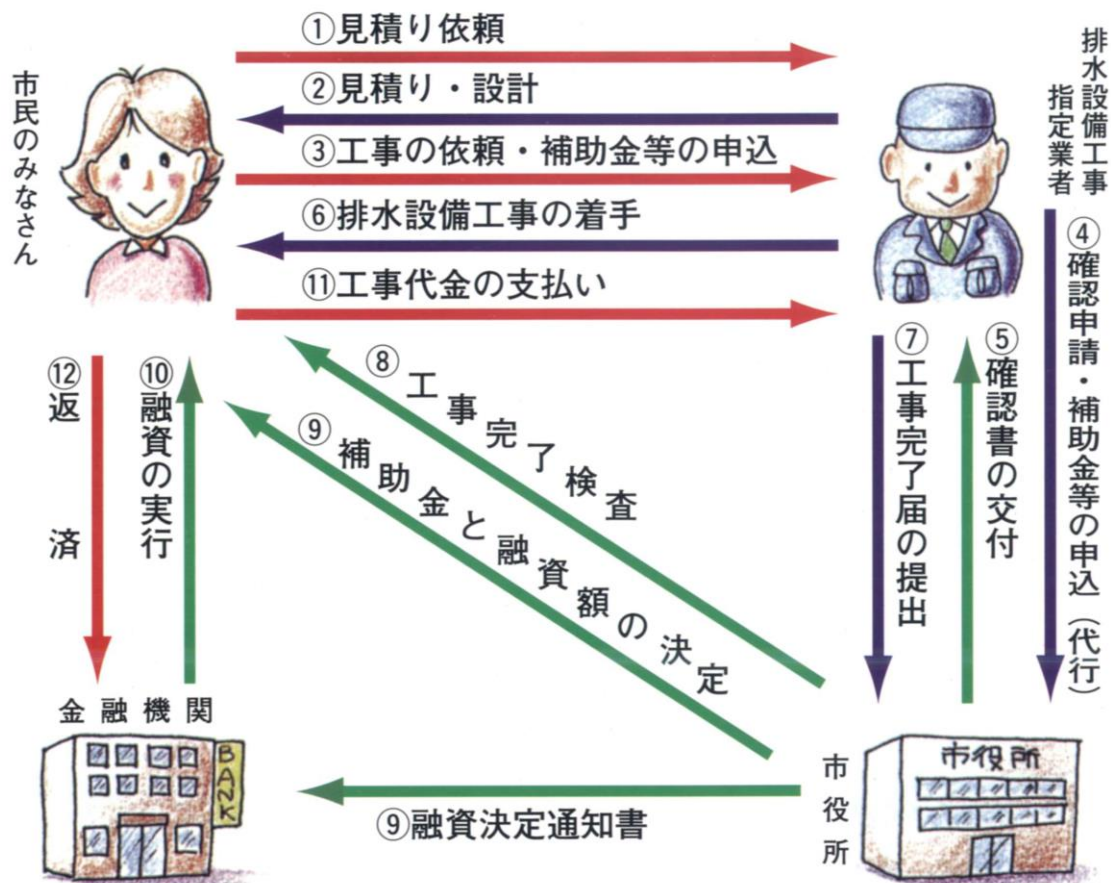 ①見積り依頼
②見積り・設計
③工事の依頼・補助金等の申込
⑥排水設備工事の着手
⑪工事代金の支払い
市民のみなさん
排水設備工事
指定業者
④確認申請・補助金等の申込(代行)
⑤確認書の交付
⑦工事完了届の提出
⑧工事完了検査
⑨補助金と融資額の決定
⑩融資の実行
⑫返済
金融機関
BANK
⑨融資決定通知書
市役所
市役所